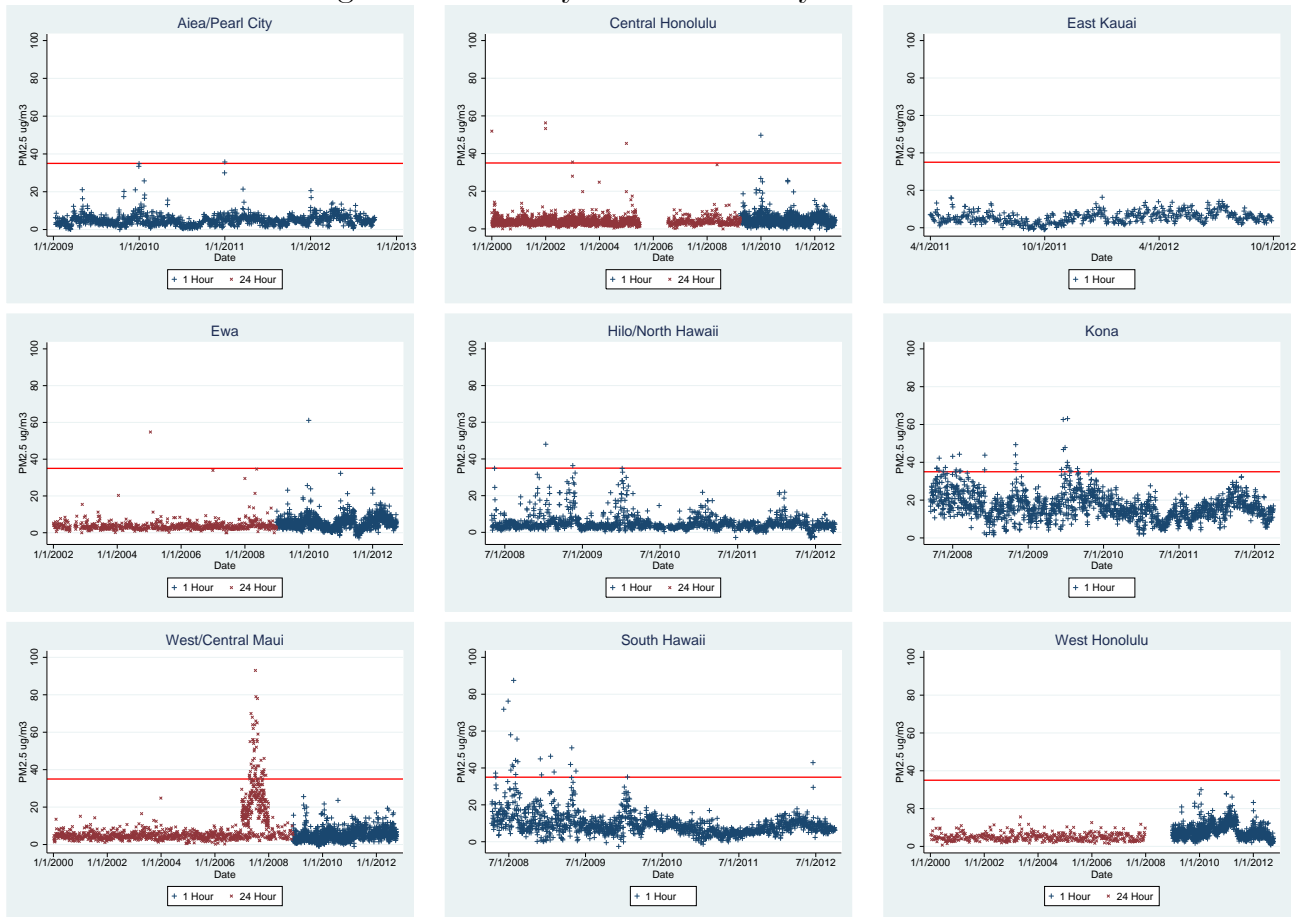 Aiea/Pearl City
PM2.5 ug/m3
100
80
60
40
20
0
1/1/2009 1/1/2010 1/1/2011 1/1/2012 1/1/2013
Date
1 Hour 24 Hour
Central Honolulu
PM2.5 ug/m3
100
80
60
40
20
0
1/1/2000 1/1/2002 1/1/2004 1/1/2006 1/1/2008 1/1/2010 1/1/2012
Date
1 Hour 24 Hour
East Kauai
PM2.5 ug/m3
100
80
60
40
20
0
4/1/2011 10/1/2011 4/1/2012 10/1/2012
Date
1 Hour
Ewa
PM2.5 ug/m3
100
80
60
40
20
0
1/1/2002 1/1/2004 1/1/2006 1/1/2008 1/1/2010 1/1/2012
Date
1 Hour 24 Hour
Hilo/North Hawaii
PM2.5 ug/m3
100
80
60
40
20
0
7/1/2008 7/1/2009 7/1/2010 7/1/2011 7/1/2012
Date
1 Hour 24 Hour
Kona
PM2.5 ug/m3
100
80
60
40
20
0
7/1/2008 7/1/2009 7/1/2010 7/1/2011 7/1/2012
Date
1 Hour
West/Central Maui
PM2.5 ug/m3
100
80
60
40
20
0
1/1/2000 1/1/2002 1/1/2004 1/1/2006 1/1/2008 1/1/2010 1/1/2012
Date
1 Hour 24 Hour
South Hawaii
PM2.5 ug/m3
100
80
60
40
20
0
7/1/2008 7/1/2009 7/1/2010 7/1/2011 7/1/2012
Date
1 Hour
West Honolulu
PM2.5 ug/m3
100
80
60
40
20
0
1/1/2000 1/1/2002 1/1/2004 1/1/2006 1/1/2008 1/1/2010 1/1/2012
Date
1 Hour 24 Hour